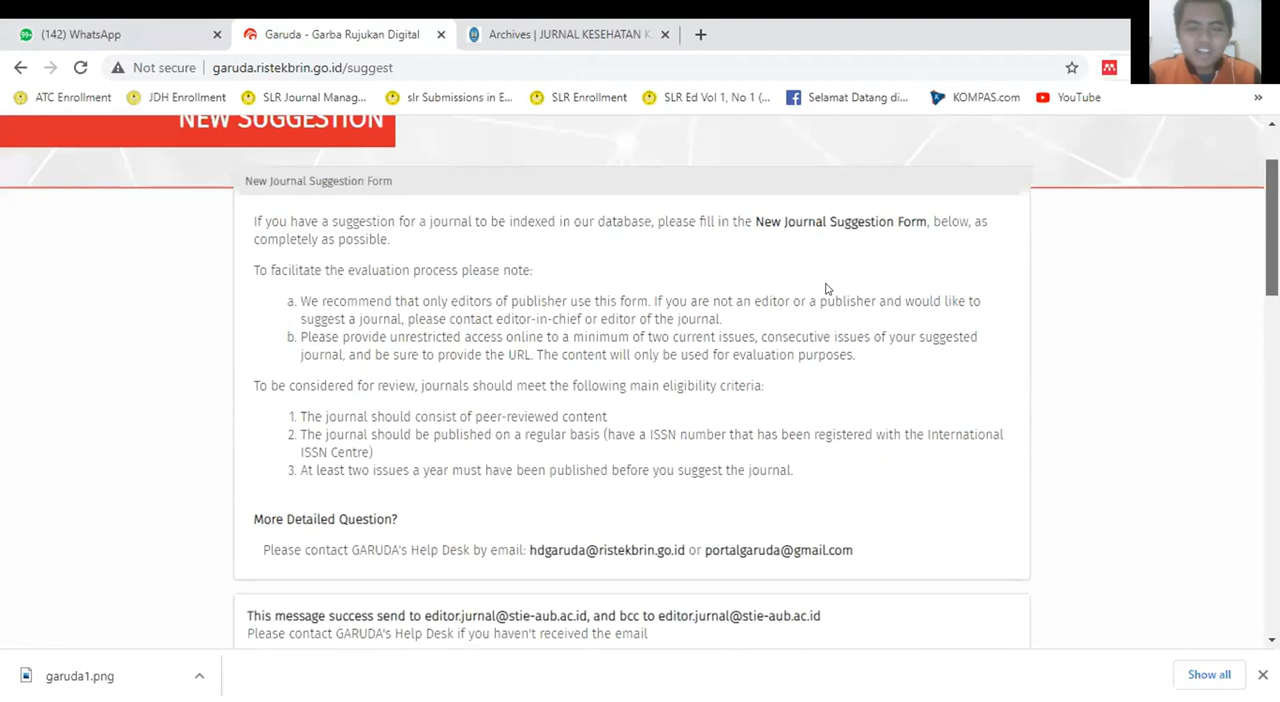 (142) WhatsApp
Garuda - Garba Rujukan Digital
Archives | JURNAL KESEHATAN K
Not secure
garuda.ristekbrin.go.id/suggest
ATC Enrollment
JDH Enrollment
SLR Journal Manag...
slr Submissions in E...
SLR Enrollment
SLR Ed Vol 1, No 1 (...
Selamat Datang di...
KOMPAS.com
YouTube
NEW SUGGESTION
New Journal Suggestion Form
If you have a suggestion for a journal to be indexed in our database, please fill in the New Journal Suggestion Form, below, as
completely as possible.
To facilitate the evaluation process please note:
a. We recommend that only editors of publisher use this form. If you are not an editor or a publisher and would like to
suggest a journal, please contact editor-in-chief or editor of the journal.
b. Please provide unrestricted access online to a minimum of two current issues, consecutive issues of your suggested
journal, and be sure to provide the URL. The content will only be used for evaluation purposes.
To be considered for review, journals should meet the following main eligibility criteria:
1. The journal should consist of peer-reviewed content
2. The journal should be published on a regular basis (have a ISSN number that has been registered with the International
ISSN Centre)
3. At least two issues a year must have been published before you suggest the journal.
More Detailed Question?
Please contact GARUDA's Help Desk by email: hdgaruda@ristekbrin.go.id or portalgaruda@gmail.com
This message success send to editor.jurnal@stie-aub.ac.id, and bcc to editor.jurnal@stie-aub.ac.id
Please contact GARUDA's Help Desk if you haven't received the email
garuda1.png
Show all